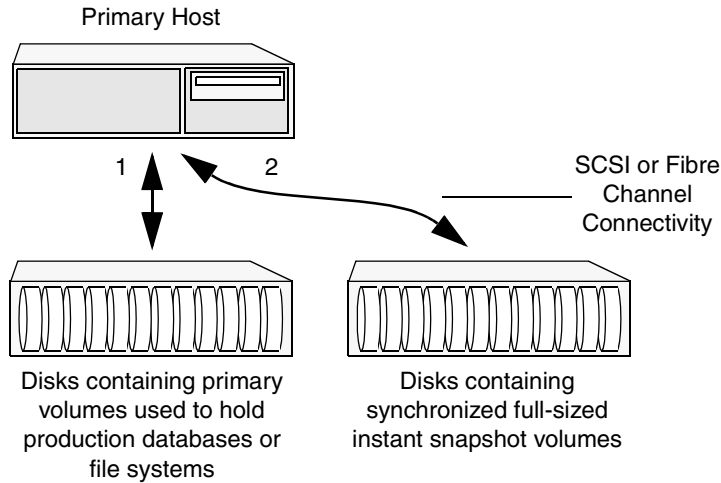 Primary Host
1
2
SCSI or Fibre
Channel
Connectivity
Disks containing primary
volumes used to hold
production databases or
file systems
Disks containing
synchronized full-sized
instant snapshot volumes